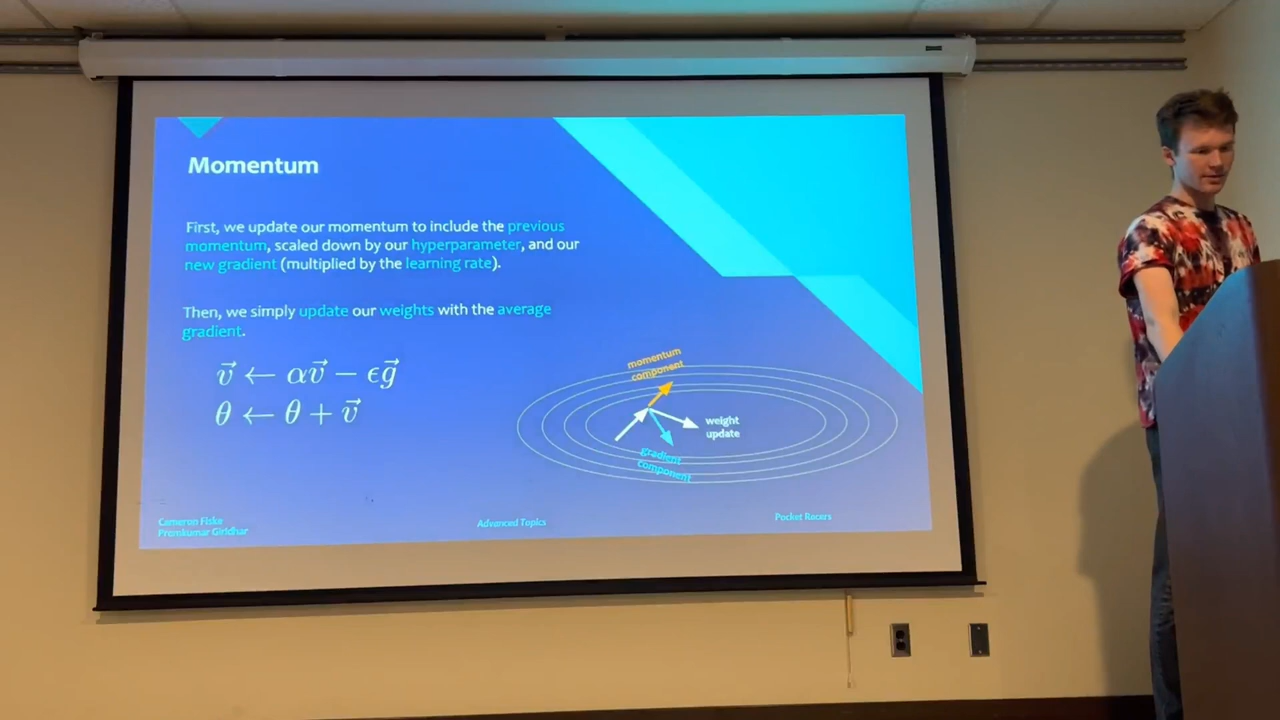 Momentum
First, we update our momentum to include the previous
momentum, scaled down by our hyperparameter, and our
new gradient (multiplied by the learning rate).
Then, we simply update our weights with the average
gradient.
v⃗ ← αv⃗ − ϵg⃗
θ ← θ + v⃗
momentum
component
weight
update
gradient
component
Cameron Fiske
Premkumar Giridhar
Advanced Topics
Pocket Racers